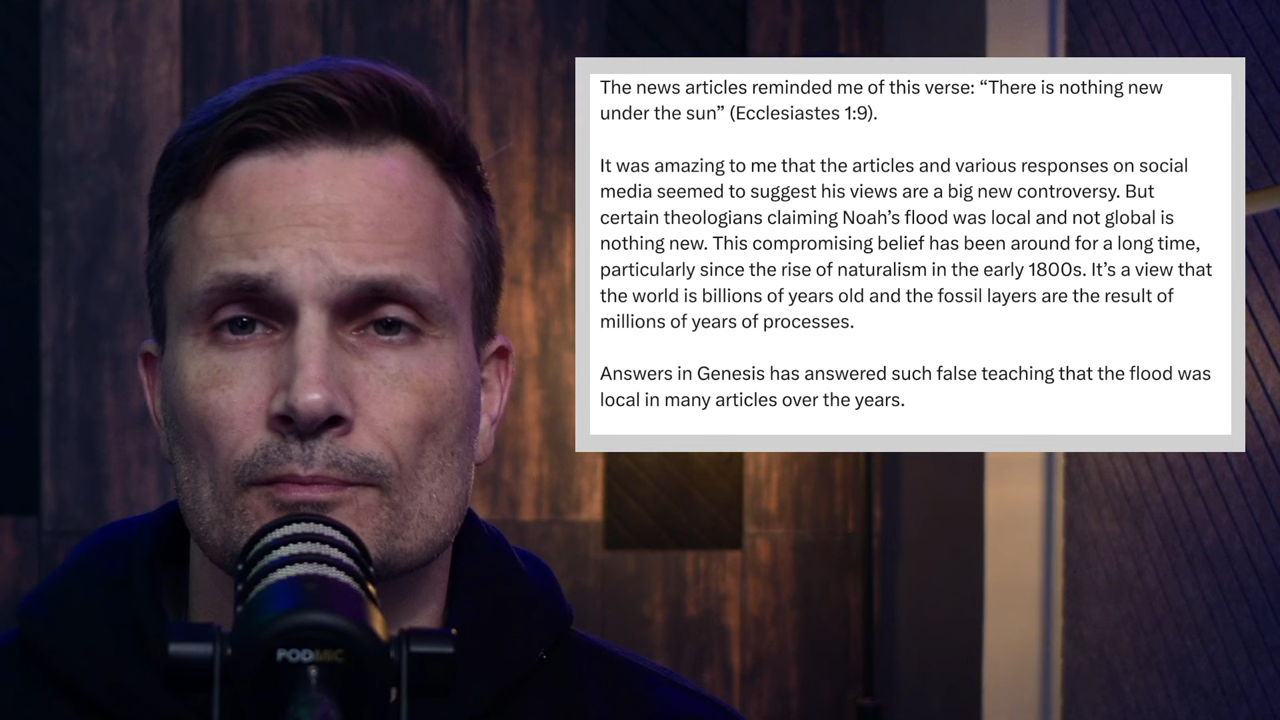 The news articles reminded me of this verse: “There is nothing new
under the sun” (Ecclesiastes 1:9).
It was amazing to me that the articles and various responses on social
media seemed to suggest his views are a big new controversy. But
certain theologians claiming Noah’s flood was local and not global is
nothing new. This compromising belief has been around for a long time,
particularly since the rise of naturalism in the early 1800s. It’s a view that
the world is billions of years old and the fossil layers are the result of
millions of years of processes.
Answers in Genesis has answered such false teaching that the flood was
local in many articles over the years.
PODMIC